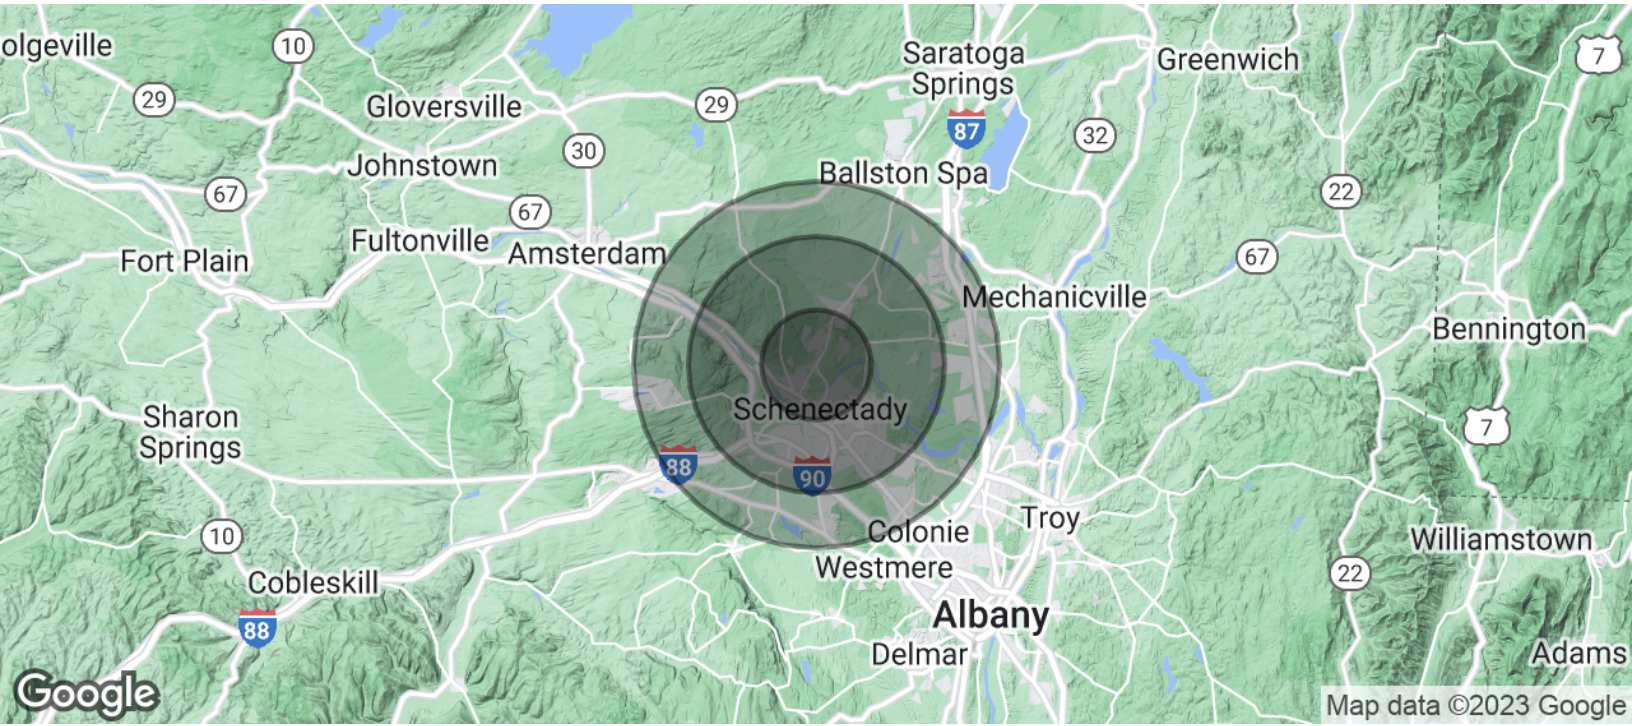 olgeville
10
Saratoga
Springs
Greenwich
7
29
Gloversville
29
87
32
30
Johnstown
Ballston Spa
67
67
22
Fultonville
Amsterdam
Fort Plain
67
Mechanicville
Bennington
Sharon
Springs
Schenectady
7
88
90
10
Colonie
Troy
Williamstown
Westmere
22
Cobleskill
Albany
88
Delmar
Adams
Google
Map data ©2023 Google